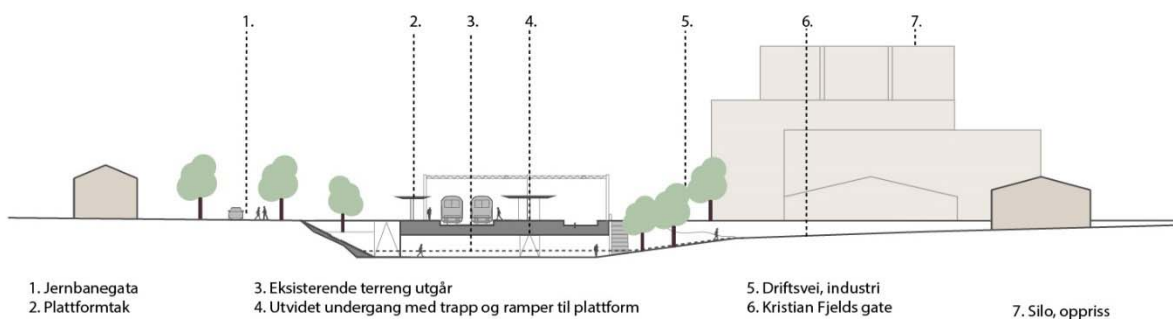 1. 2. 3. 4. 5. 6. 7.
1. Jernbanegata
2. Plattformtak
3. Eksisterende terreng utgår
4. Utvidet undergang med trapp og ramper til plattform
5. Driftsvei, industri
6. Kristian Fjelds gate
7. Silo, oppriss